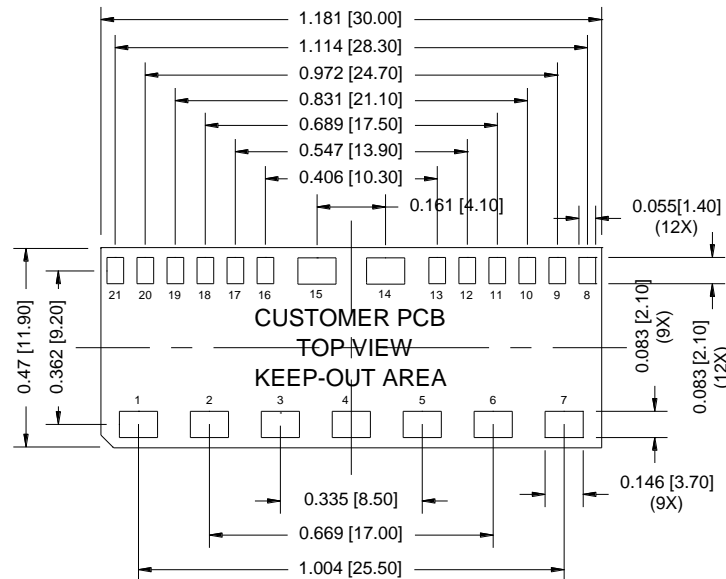 1.181 [30.00]
1.114 [28.30]
0.972 [24.70]
0.831 [21.10]
0.689 [17.50]
0.547 [13.90]
0.406 [10.30]
0.161 [4.10]
0.055[1.40]
(12X)
21 20 19 18 17 16 15 14 13 12 11 10 9 8
0.47 [11.90]
0.362 [9.20]
CUSTOMER PCB
TOP VIEW
KEEP-OUT AREA
0.083 [2.10]
(9X)
0.083 [2.10]
(12X)
1 2 3 4 5 6 7
0.146 [3.70]
(9X)
0.335 [8.50]
0.669 [17.00]
1.004 [25.50]